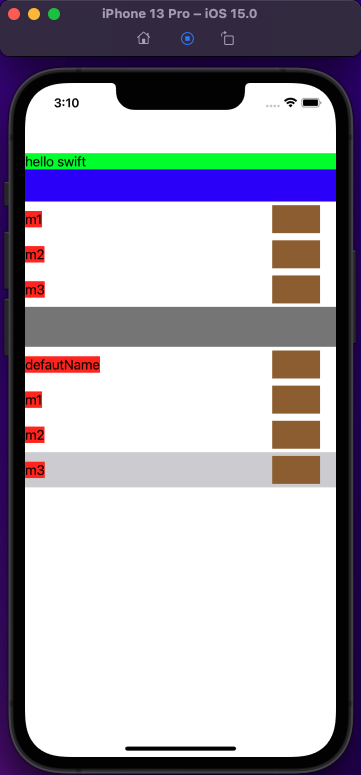 iPhone 13 Pro – iOS 15.0
3:10
hello swift
m1
m2
m3
defautName
m1
m2
m3